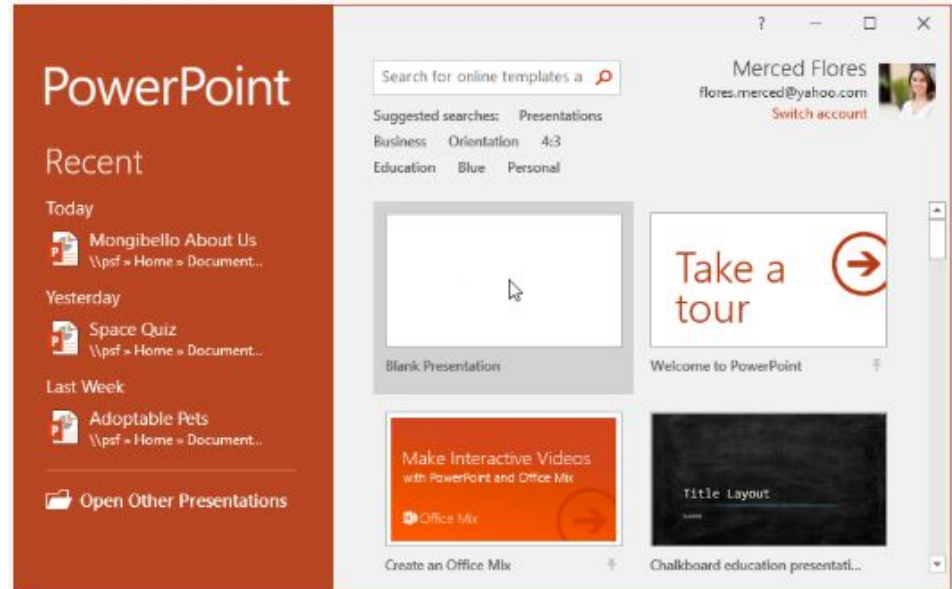 PowerPoint
Recent
Today
Mongibello About Us
\\psf » Home » Document...
Yesterday
Space Quiz
\\psf » Home » Document...
Last Week
Adoptable Pets
\\psf » Home » Document...
Open Other Presentations
?
Search for online templates a
Merced Flores
flores.merced@yahoo.com
Switch account
Suggested searches: Presentations
Business Orientation 4:3
Education Blue Personal
Take a
tour
Blank Presentation
Welcome to PowerPoint
Make Interactive Videos
with PowerPoint and Office Mix
Office Mix
Title Layout
Create an Office Mix
Chalkboard education presentati...